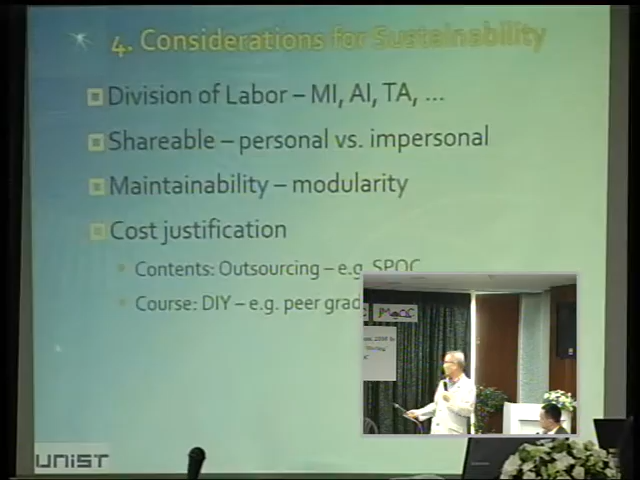 4. Considerations for Sustainability
Division of Labor – MI, AI, TA, ...
Shareable – personal vs. impersonal
Maintainability – modularity
Cost justification
Contents: Outsourcing – e.g. SPOC
Course: DIY – e.g. peer grad
UNIST